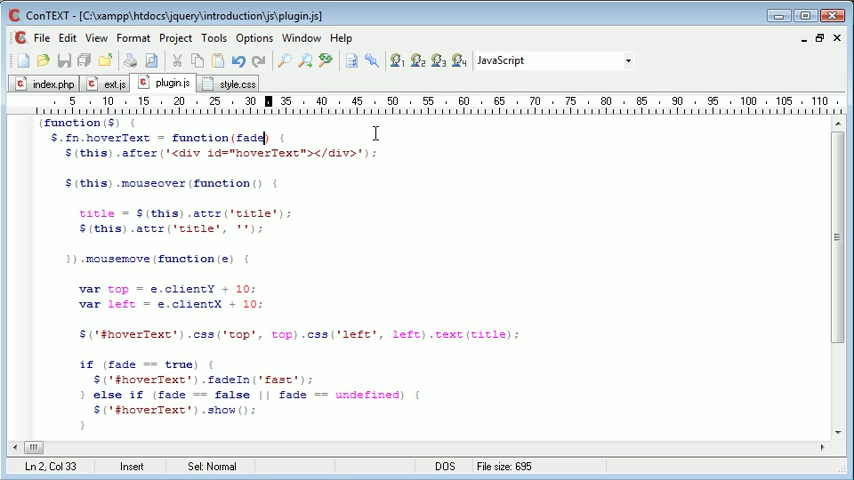 ConTEXT - [C:\xampp\htdocs\jquery\introduction\js\plugin.js]
File Edit View Format Project Tools Options Window Help
1 2 3 4 JavaScript
index.php ext.js plugin.js style.css
5 10 15 20 25 30 35 40 45 50 55 60 65 70 75 80 85 90 95 100 105 110
(function($) {
$.fn.hoverText = function(fade) {
$(this).after('<div id="hoverText"></div>');
$(this).mouseover(function() {
title = $(this).attr('title');
$(this).attr('title', '');
}).mousemove(function(e) {
var top = e.clientY + 10;
var left = e.clientX + 10;
$('#hoverText').css('top', top).css('left', left).text(title);
if (fade == true) {
$('#hoverText').fadeIn('fast');
} else if (fade == false || fade == undefined) {
$('#hoverText').show();
}
Ln 2, Col 33 Insert Sel: Normal DOS File size: 695